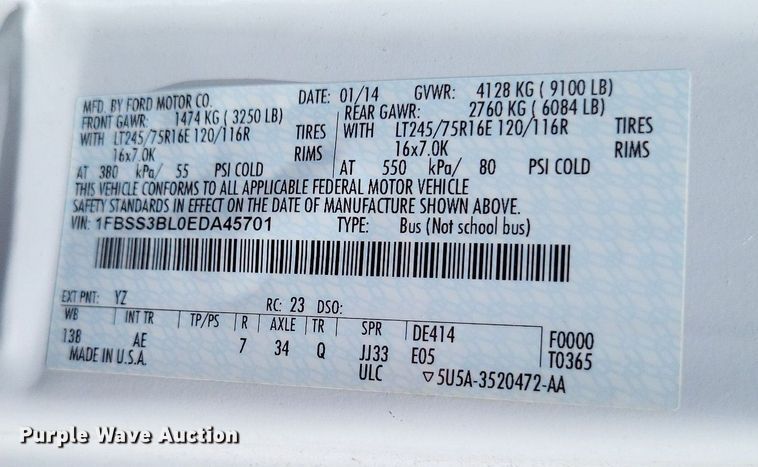 MFD. BY FORD MOTOR CO. DATE: 01/14 GVWR: 4128 KG ( 9100 LB)
FRONT GAWR: 1474 KG ( 3250 LB) REAR GAWR: 2760 KG ( 6084 LB)
WITH LT245/75R16E 120/116R TIRES WITH LT245/75R16E 120/116R TIRES
16x7.0K RIMS 16x7.0K RIMS
AT 380 kPa/ 55 PSI COLD AT 550 kPa/ 80 PSI COLD
THIS VEHICLE CONFORMS TO ALL APPLICABLE FEDERAL MOTOR VEHICLE
SAFETY STANDARDS IN EFFECT ON THE DATE OF MANUFACTURE SHOWN ABOVE.
VIN: 1FBSS3BL0EDA45701 TYPE: Bus (Not school bus)
EXT PNT: YZ RC: 23 DSO:
WB INT TR TP/PS R AXLE TR SPR DE414 F0000
138 AE 7 34 Q JJ33 E05 T0365
MADE IN U.S.A. ULC ▽5U5A-3520472-AA
Purple Wave Auction